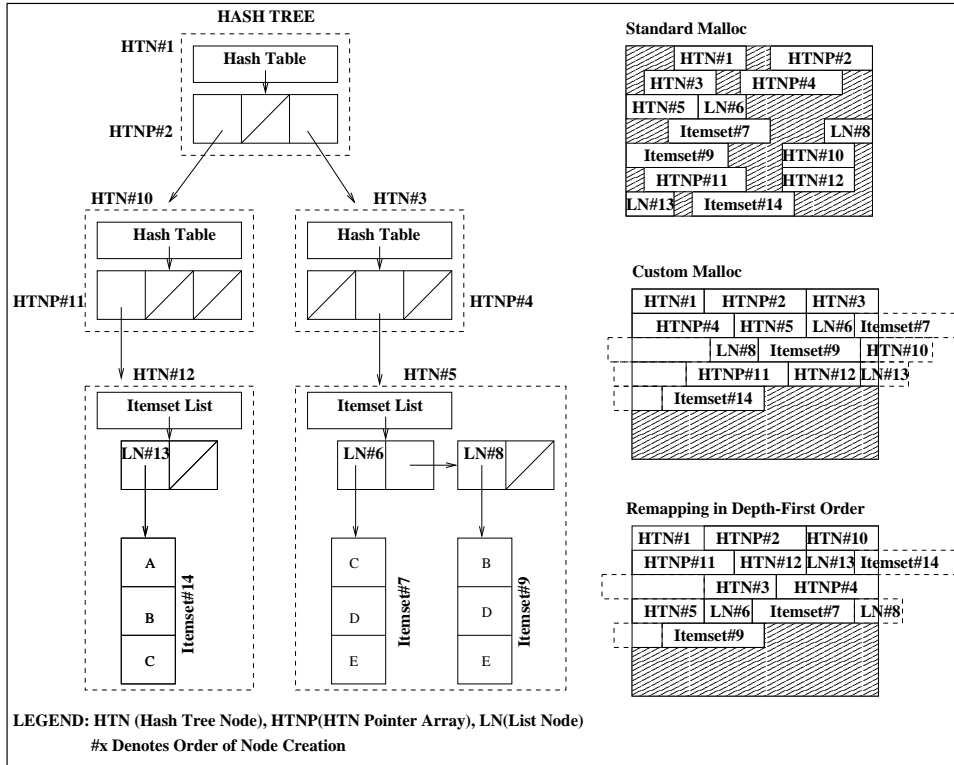 HASH TREE
HTN#1
Hash Table
HTNP#2
HTN#10
HTN#3
Hash Table
Hash Table
HTNP#11
HTNP#4
HTN#12
HTN#5
Itemset List
Itemset List
LN#13
LN#6
LN#8
A
B
C
Itemset#14
C
D
E
Itemset#7
B
D
E
Itemset#9
Standard Malloc
HTN#1 HTNP#2
HTN#3 HTNP#4
HTN#5 LN#6
Itemset#7 LN#8
Itemset#9 HTN#10
HTNP#11 HTN#12
LN#13 Itemset#14
Custom Malloc
HTN#1 HTNP#2 HTN#3
HTNP#4 HTN#5 LN#6 Itemset#7
LN#8 Itemset#9 HTN#10
HTNP#11 HTN#12 LN#13
Itemset#14
Remapping in Depth-First Order
HTN#1 HTNP#2 HTN#10
HTNP#11 HTN#12 LN#13 Itemset#14
HTN#3 HTNP#4
HTN#5 LN#6 Itemset#7 LN#8
Itemset#9
LEGEND: HTN (Hash Tree Node), HTNP(HTN Pointer Array), LN(List Node)
#x Denotes Order of Node Creation